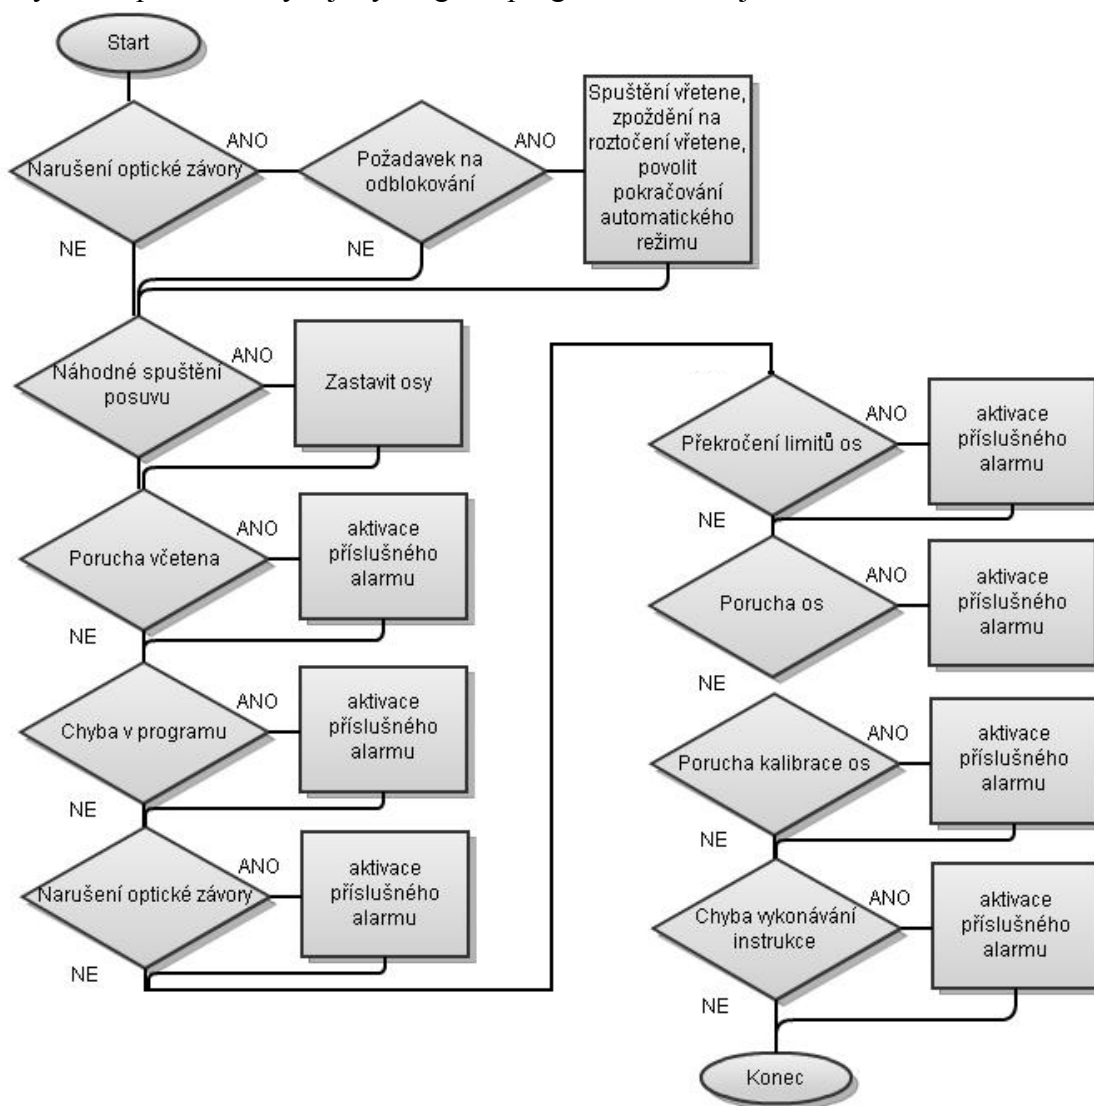 Start
Narušení optické závory
ANO
NE
Požadavek na
odblokování
ANO
NE
Spuštění vřetene,
zpoždění na
roztočení vřetene,
povolit
pokračování
automatického
režimu
Náhodné spuštění
posuvu
ANO
Zastavit osy
Porucha včetena
ANO
NE
aktivace
příslušného
alarmu
Chyba v programu
ANO
NE
aktivace
příslušného
alarmu
Narušení optické závory
ANO
NE
aktivace
příslušného
alarmu
Překročení limitů os
ANO
NE
aktivace
příslušného
alarmu
Porucha os
ANO
NE
aktivace
příslušného
alarmu
Porucha kalibrace os
ANO
NE
aktivace
příslušného
alarmu
Chyba vykonávání
instrukce
ANO
NE
aktivace
příslušného
alarmu
Konec